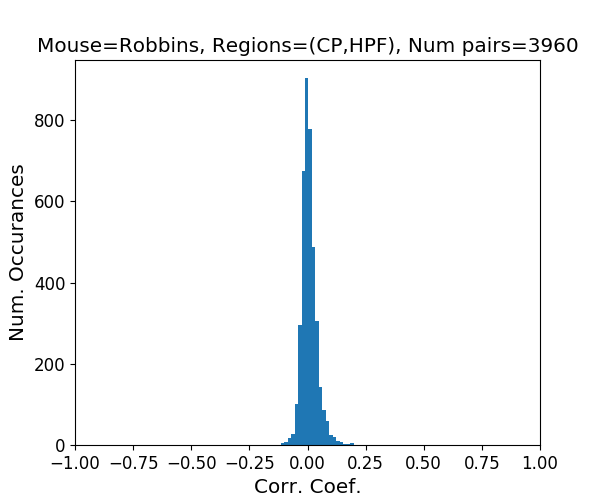 Mouse=Robbins, Regions=(CP,HPF), Num pairs=3960
800
600
400
200
0
Num. Occurances
−1.00 −0.75 −0.50 −0.25 0.00 0.25 0.50 0.75 1.00
Corr. Coef.